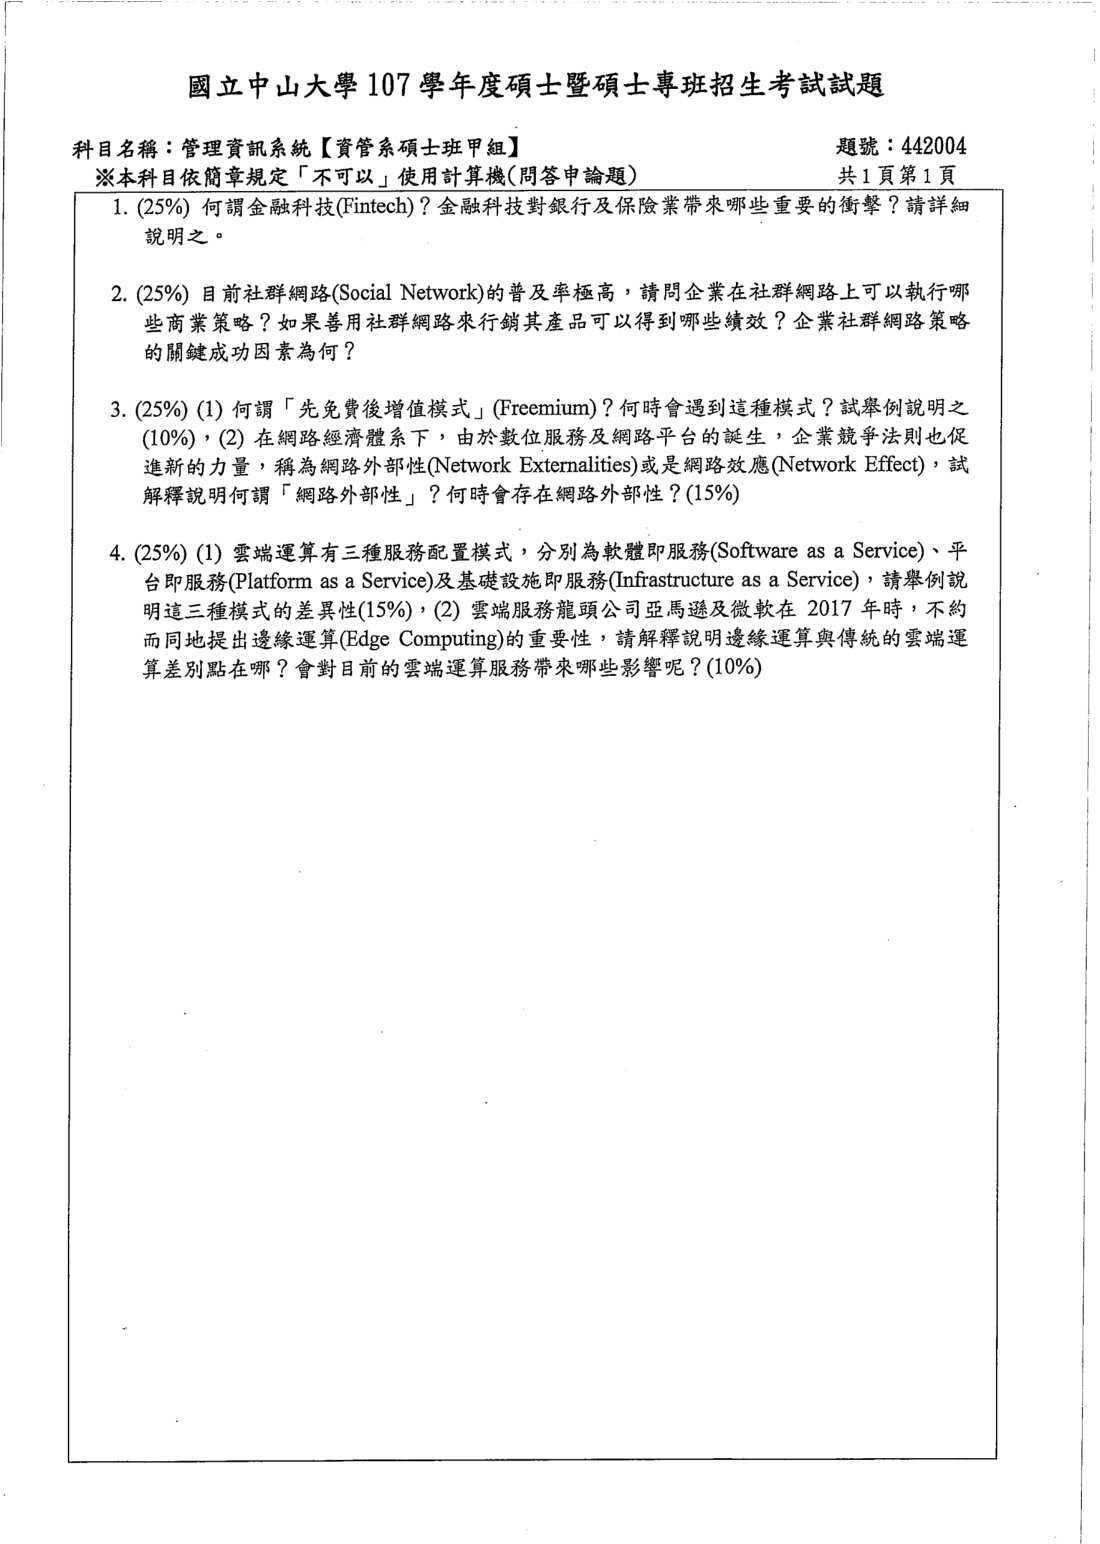 國立中山大學 107 學年度碩士暨碩士專班招生考試試題
科目名稱：管理資訊系統【資管系碩士班甲組】
題號：442004
※本科目依簡章規定「不可以」使用計算機(問答申論題)
共1頁第1頁
1. (25%) 何謂金融科技(Fintech)？金融科技對銀行及保險業帶來哪些重要的衝擊？請詳細
說明之。
2. (25%) 目前社群網路(Social Network)的普及率極高，請問企業在社群網路上可以執行哪
些商業策略？如果善用社群網路來行銷其產品可以得到哪些績效？企業社群網路策略
的關鍵成功因素為何？
3. (25%) (1) 何謂「先免費後增值模式」(Freemium)？何時會遇到這種模式？試舉例說明之
(10%)，(2) 在網路經濟體系下，由於數位服務及網路平台的誕生，企業競爭法則也促
進新的力量，稱為網路外部性(Network Externalities)或是網路效應(Network Effect)，試
解釋說明何謂「網路外部性」？何時會存在網路外部性？(15%)
4. (25%) (1) 雲端運算有三種服務配置模式，分別為軟體即服務(Software as a Service)、平
台即服務(Platform as a Service)及基礎設施即服務(Infrastructure as a Service)，請舉例說
明這三種模式的差異性(15%)，(2) 雲端服務龍頭公司亞馬遜及微軟在 2017 年時，不約
而同地提出邊緣運算(Edge Computing)的重要性，請解釋說明邊緣運算與傳統的雲端運
算差別點在哪？會對目前的雲端運算服務帶來哪些影響呢？(10%)